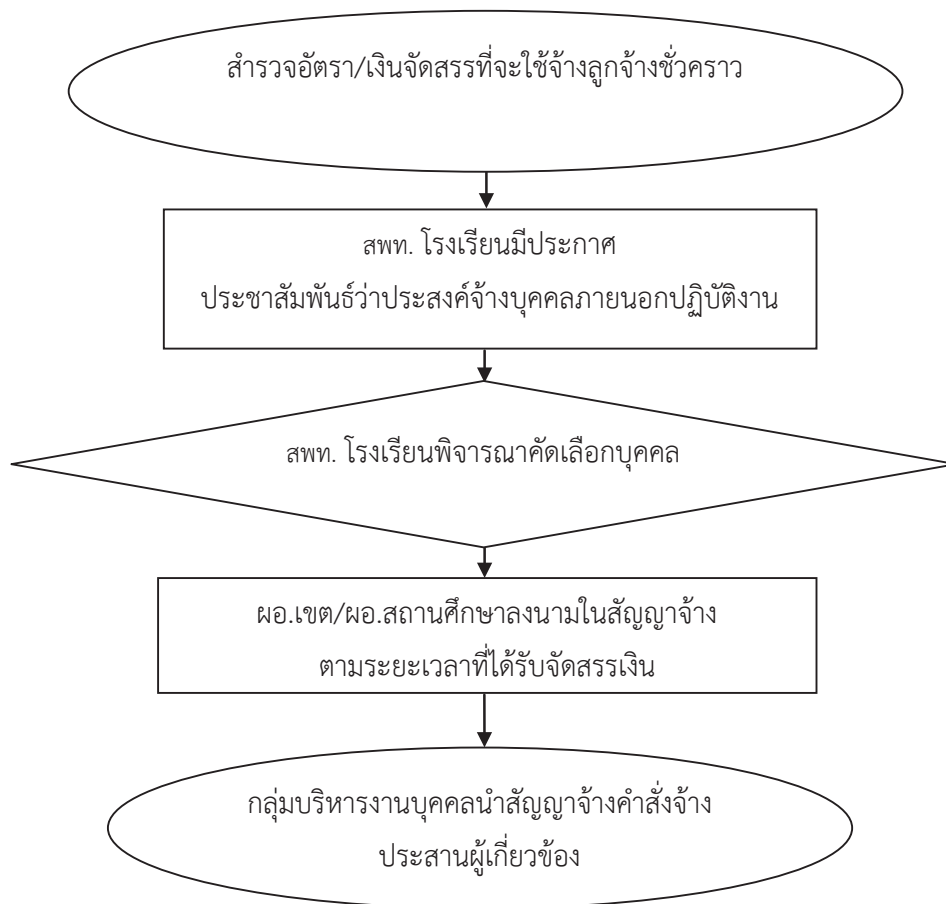 สำรวจอัตรา/เงินจัดสรรที่จะใช้จ้างลูกจ้างชั่วคราว
สพท. โรงเรียนมีประกาศ
ประชาสัมพันธ์ว่าประสงค์จ้างบุคคลภายนอกปฏิบัติงาน
สพท. โรงเรียนพิจารณาคัดเลือกบุคคล
ผอ.เขต/ผอ.สถานศึกษาลงนามในสัญญาจ้าง
ตามระยะเวลาที่ได้รับจัดสรรเงิน
กลุ่มบริหารงานบุคคลนำสัญญาจ้างคำสั่งจ้าง
ประสานผู้เกี่ยวข้อง